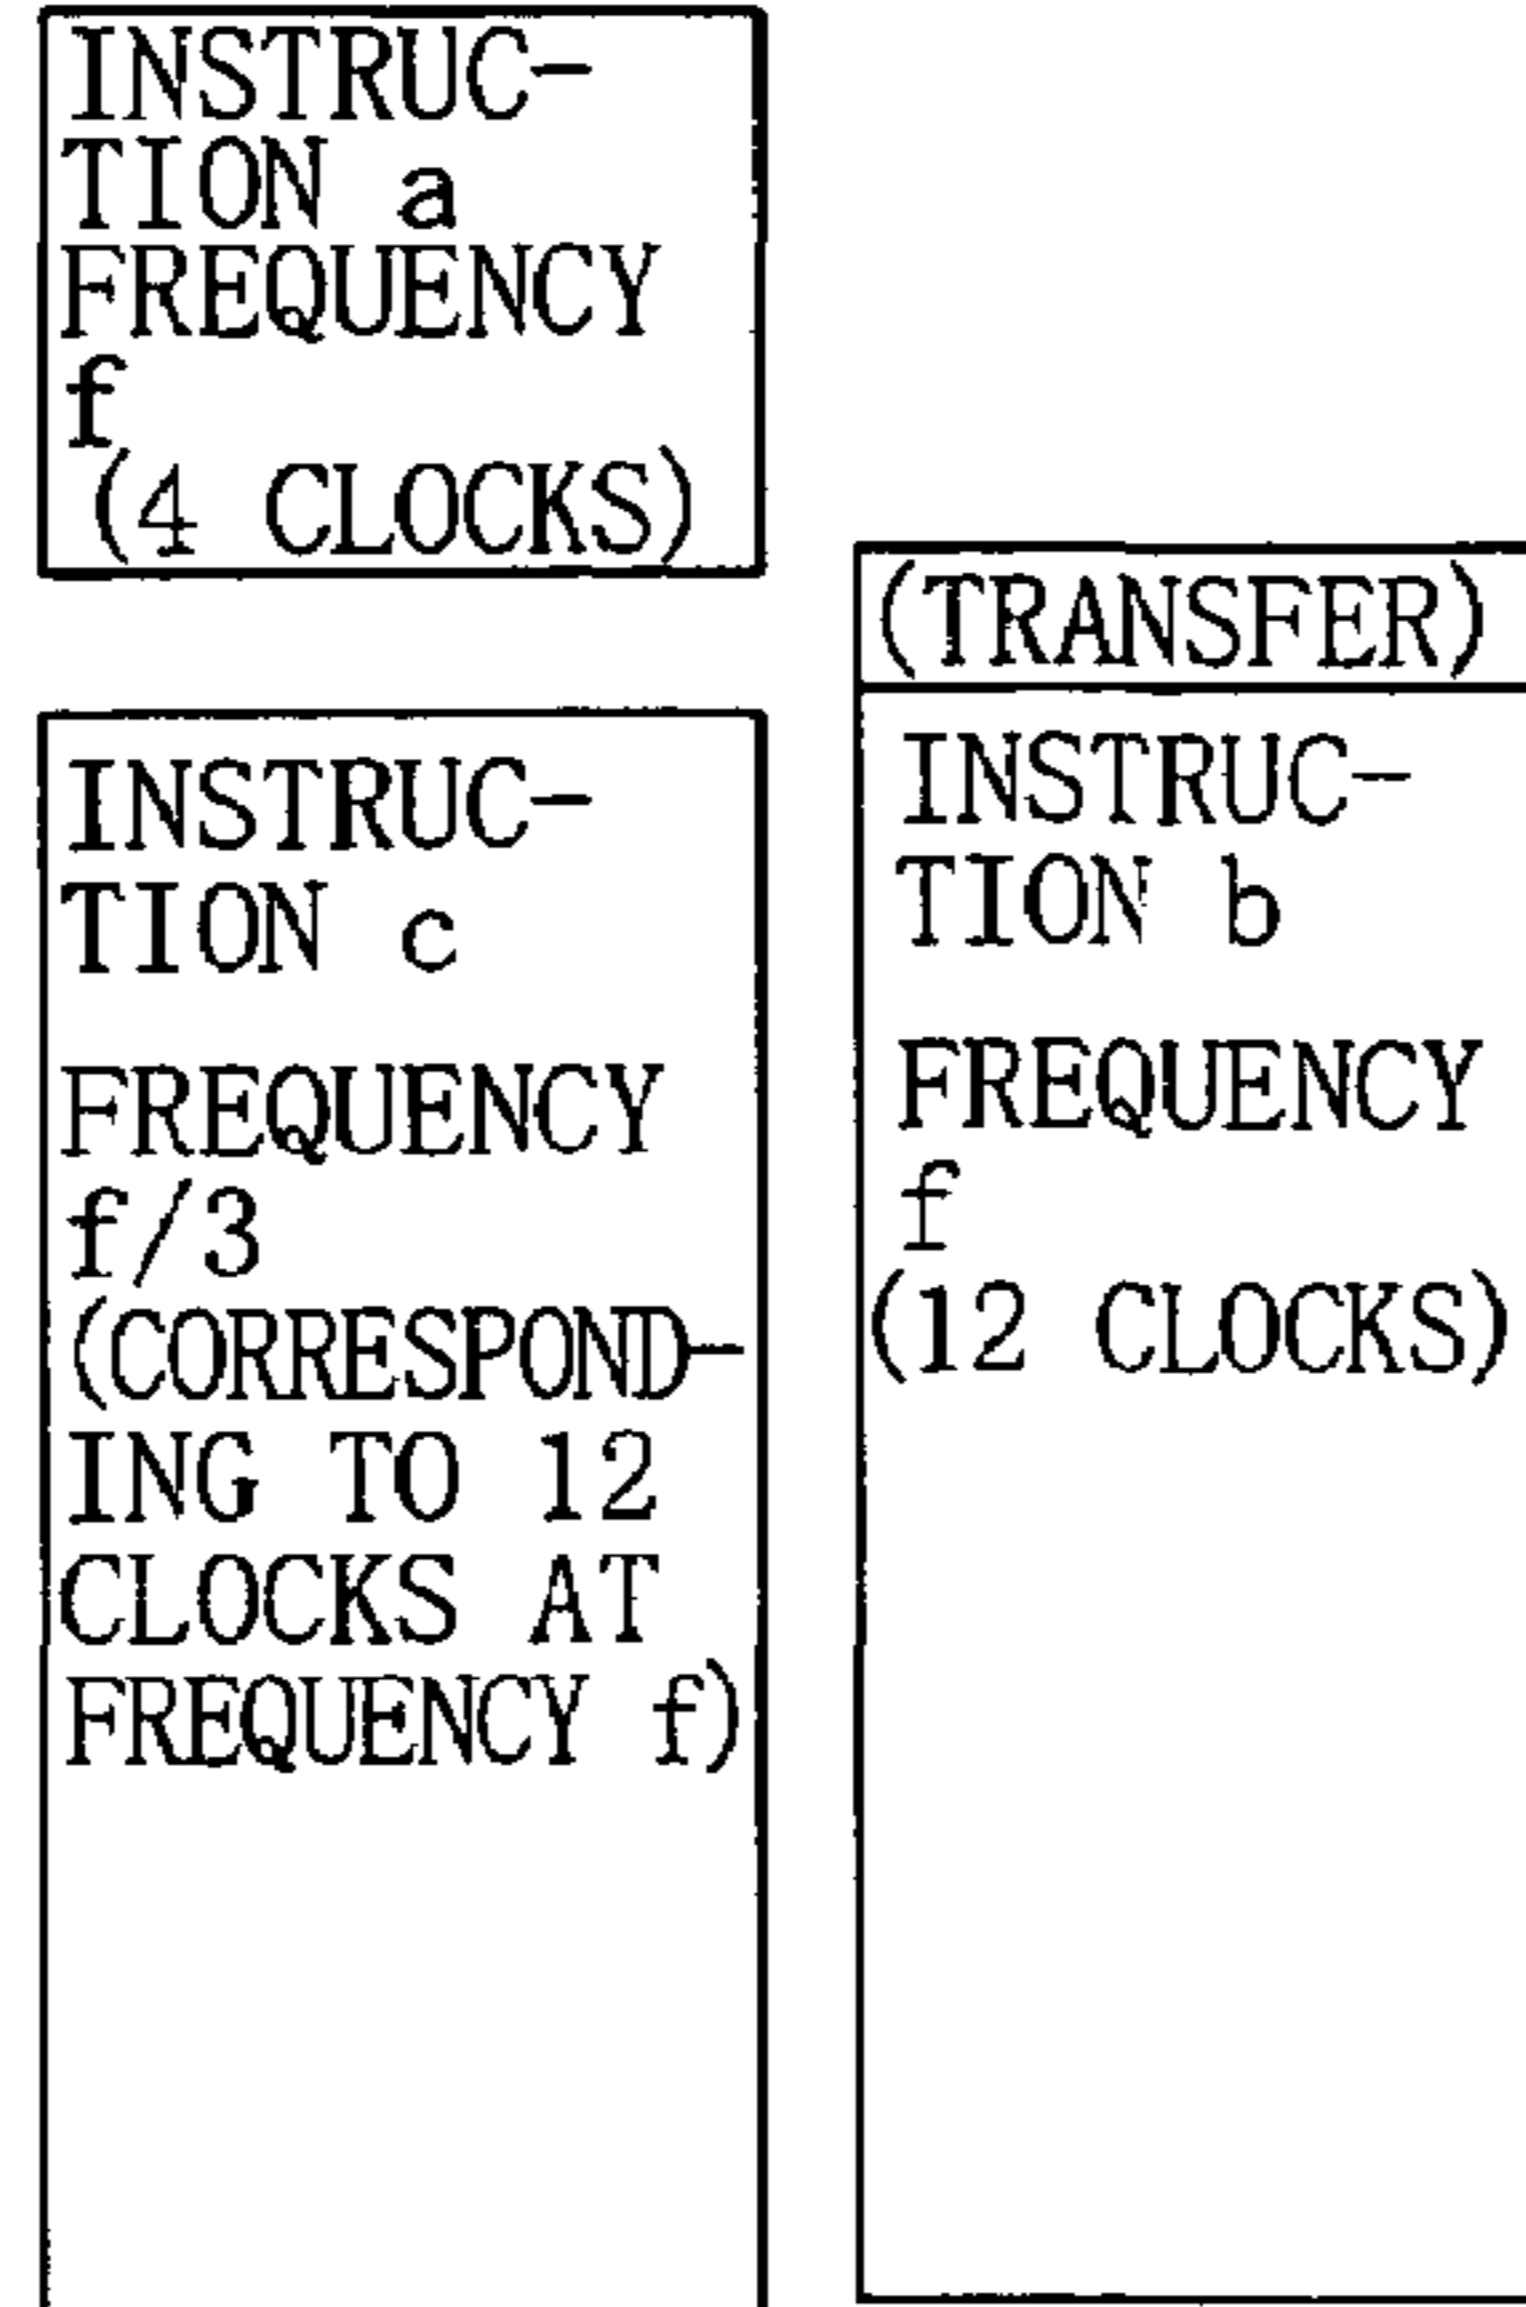 INSTRUC-
TION a
FREQUENCY
f
(4 CLOCKS)
INSTRUC-
TION c
FREQUENCY
f/3
(CORRESPOND-
ING TO 12
CLOCKS AT
FREQUENCY f)
(TRANSFER)
INSTRUC-
TION b
FREQUENCY
f
(12 CLOCKS)